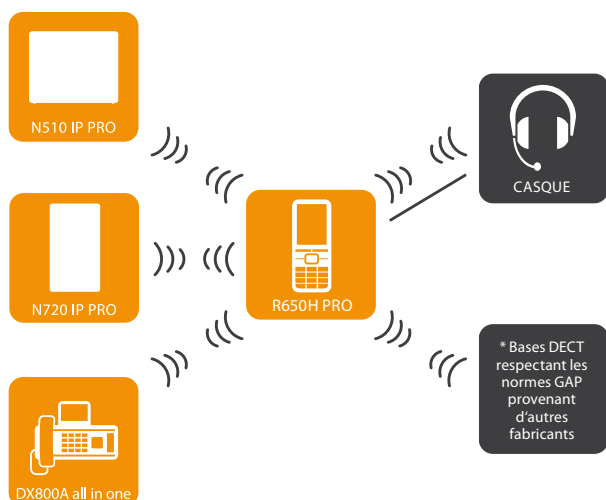 N510 IP PRO
CASQUE
N720 IP PRO
R650H PRO
* Bases DECT
respectant les
normes GAP
provenant
d‘autres
fabricants
DX800A all in one